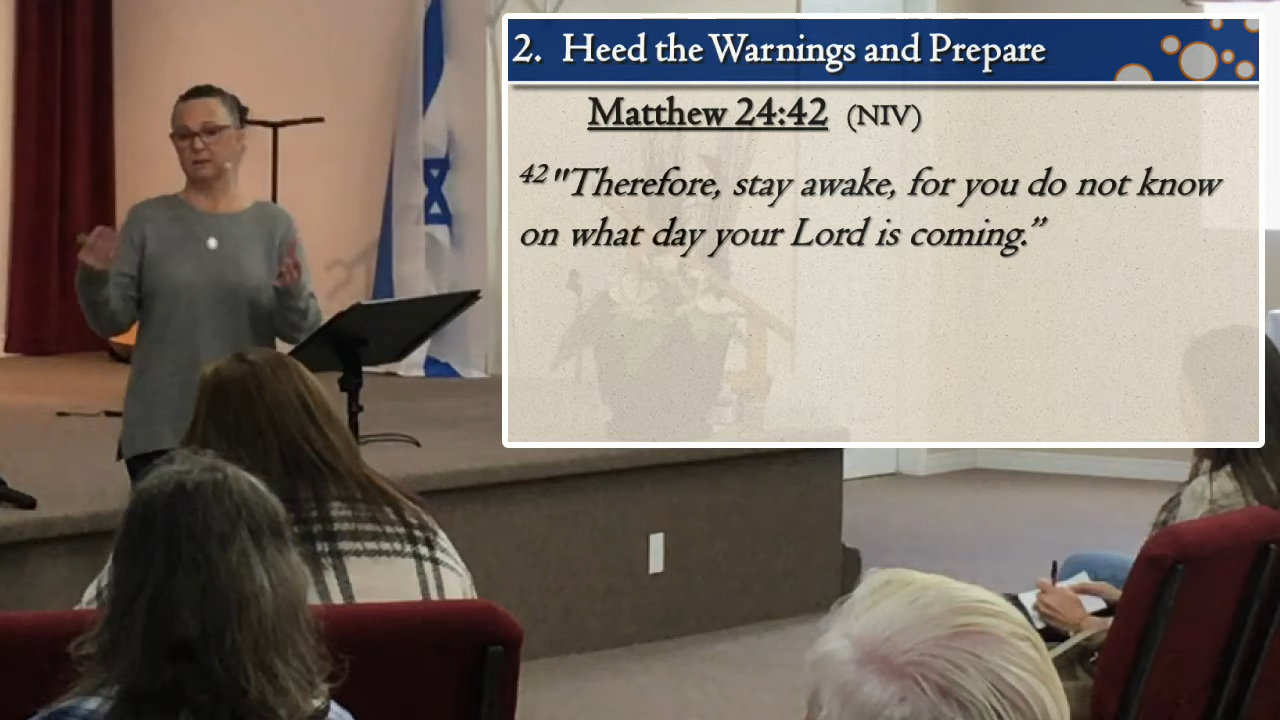 2. Heed the Warnings and Prepare
Matthew 24:42 (NIV)
42"Therefore, stay awake, for you do not know
on what day your Lord is coming.”